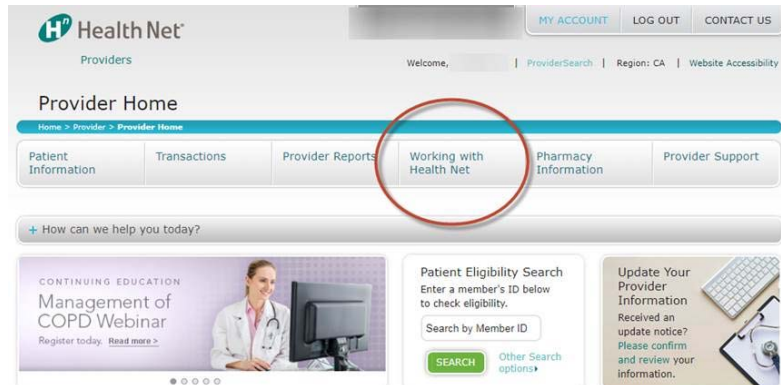 MY ACCOUNT LOG OUT CONTACT US
Health Net
Providers
Welcome, | ProviderSearch | Region: CA | Website Accessibility
Provider Home
Home > Provider > Provider Home
Patient Information
Transactions
Provider Reports
Working with
Health Net
Pharmacy
Information
Provider Support
+ How can we help you today?
CONTINUING EDUCATION
Management of
COPD Webinar
Register today. Read more >
Patient Eligibility Search
Enter a member's ID below
to check eligibility.
Search by Member ID
SEARCH
Other Search
options
Update Your
Provider
Information
Received an
update notice?
Please confirm
and review your
information.